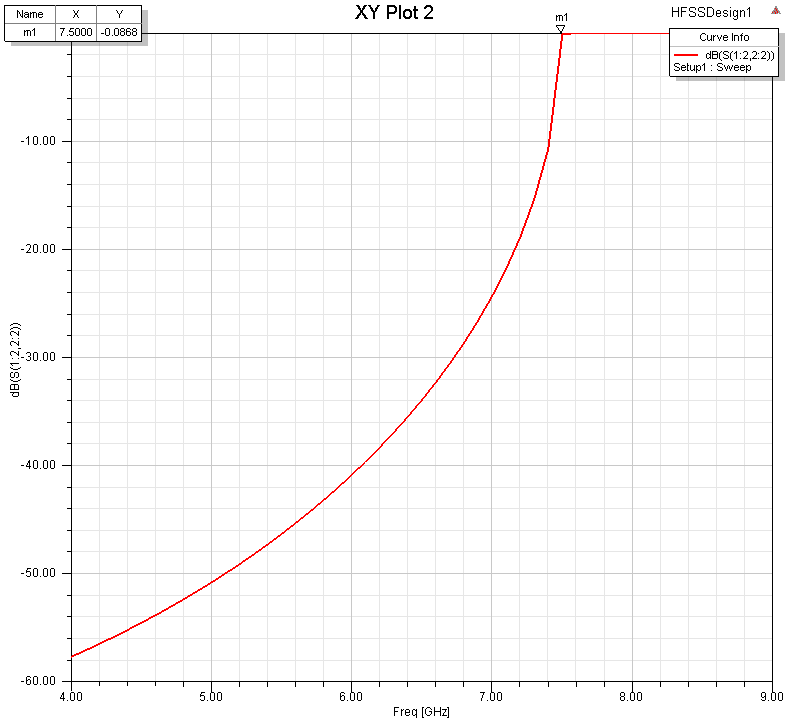 XY Plot 2
HFSSDesign1
Name X Y
m1 7.5000 -0.0868
m1
Curve Info
dB(S(1:2,2:2))
Setup1 : Sweep
dB(S(1:2,2:2))
-10.00
-20.00
-30.00
-40.00
-50.00
-60.00
4.00 5.00 6.00 7.00 8.00 9.00
Freq [GHz]